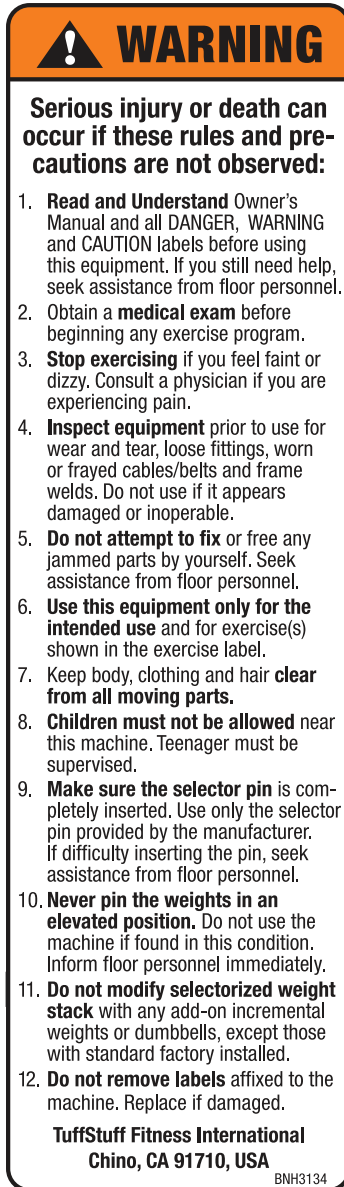 WARNING
Serious injury or death can
occur if these rules and pre-
cautions are not observed:
1. Read and Understand Owner's
Manual and all DANGER, WARNING
and CAUTION labels before using
this equipment. If you still need help,
seek assistance from floor personnel.
2. Obtain a medical exam before
beginning any exercise program.
3. Stop exercising if you feel faint or
dizzy. Consult a physician if you are
experiencing pain.
4. Inspect equipment prior to use for
wear and tear, loose fittings, worn
or frayed cables/belts and frame
welds. Do not use if it appears
damaged or inoperable.
5. Do not attempt to fix or free any
jammed parts by yourself. Seek
assistance from floor personnel.
6. Use this equipment only for the
intended use and for exercise(s)
shown in the exercise label.
7. Keep body, clothing and hair clear
from all moving parts.
8. Children must not be allowed near
this machine. Teenager must be
supervised.
9. Make sure the selector pin is com-
pletely inserted. Use only the selector
pin provided by the manufacturer.
If difficulty inserting the pin, seek
assistance from floor personnel.
10. Never pin the weights in an
elevated position. Do not use the
machine if found in this condition.
Inform floor personnel immediately.
11. Do not modify selectorized weight
stack with any add-on incremental
weights or dumbbells, except those
with standard factory installed.
12. Do not remove labels affixed to the
machine. Replace if damaged.
TuffStuff Fitness International
Chino, CA 91710, USA
BNH3134